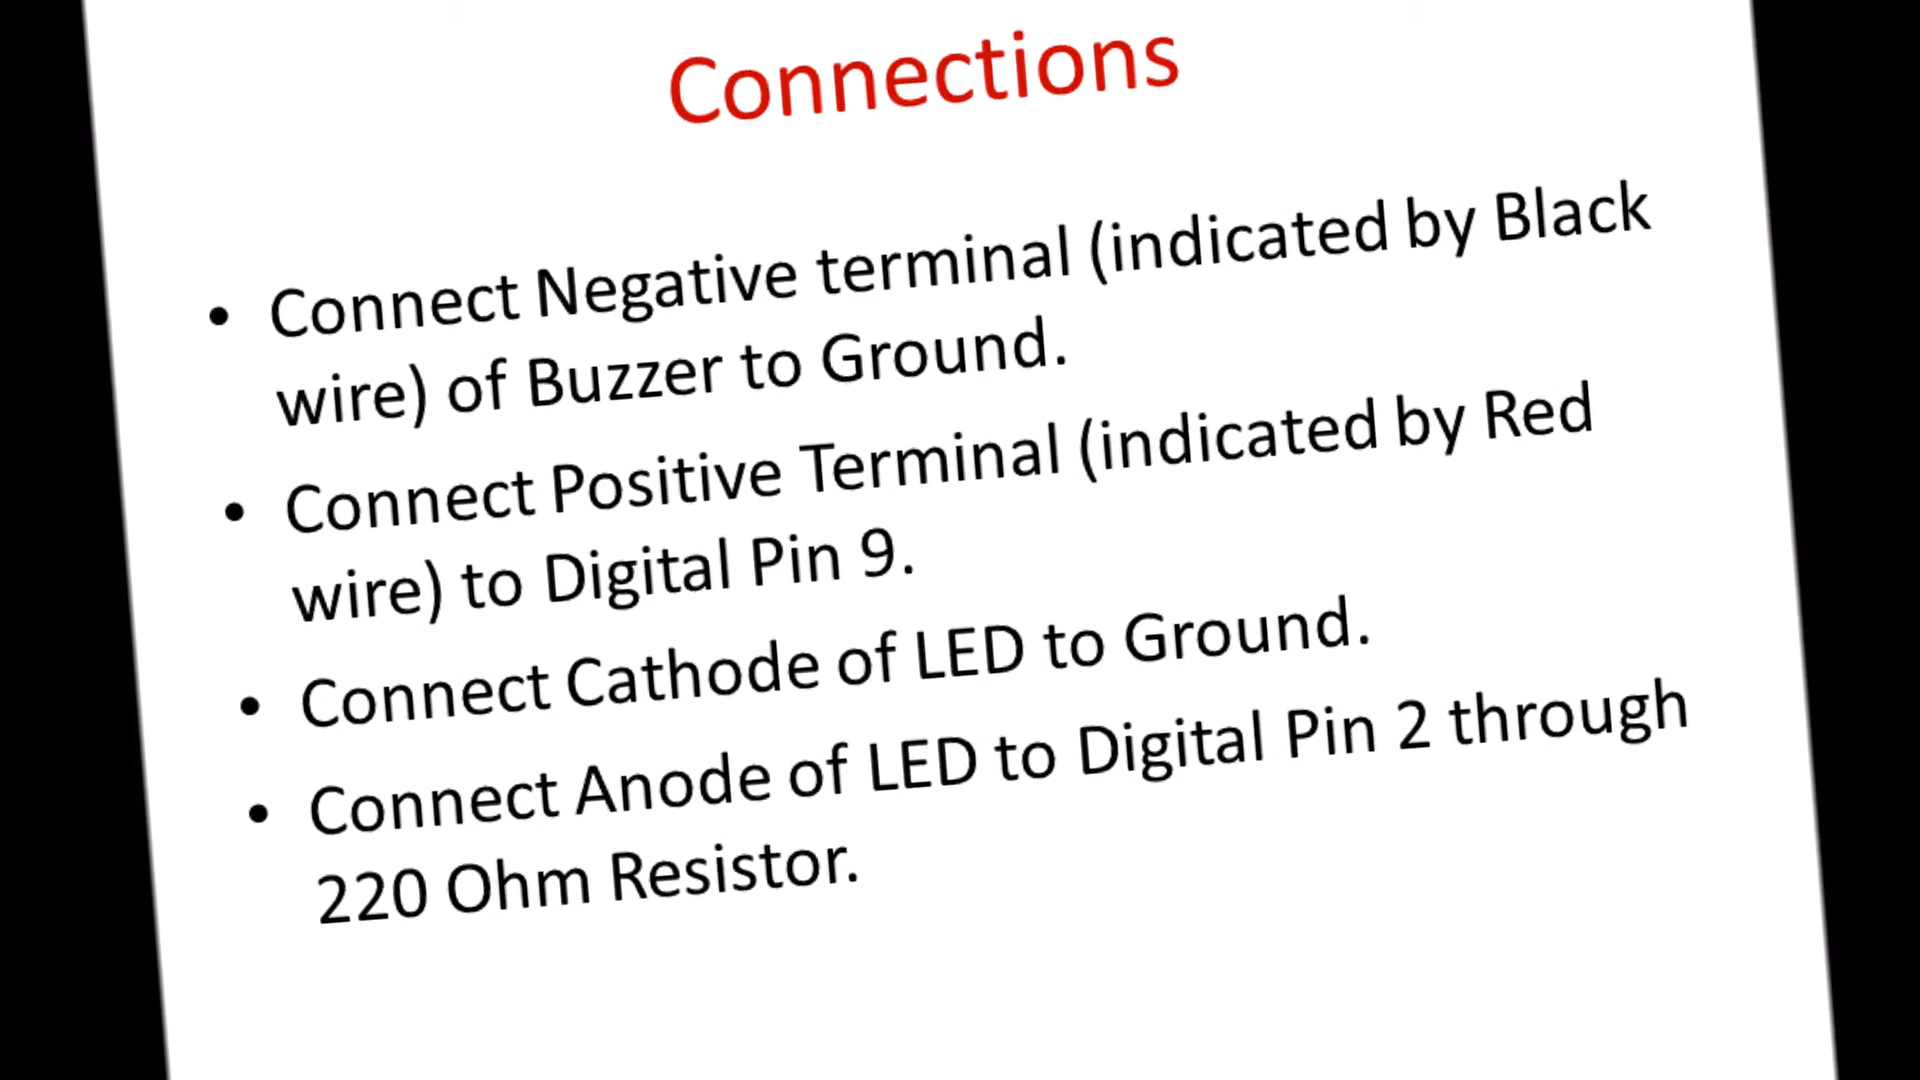 Connections
• Connect Negative terminal (indicated by Black
wire) of Buzzer to Ground.
• Connect Positive Terminal (indicated by Red
wire) to Digital Pin 9.
• Connect Cathode of LED to Ground.
• Connect Anode of LED to Digital Pin 2 through
220 Ohm Resistor.